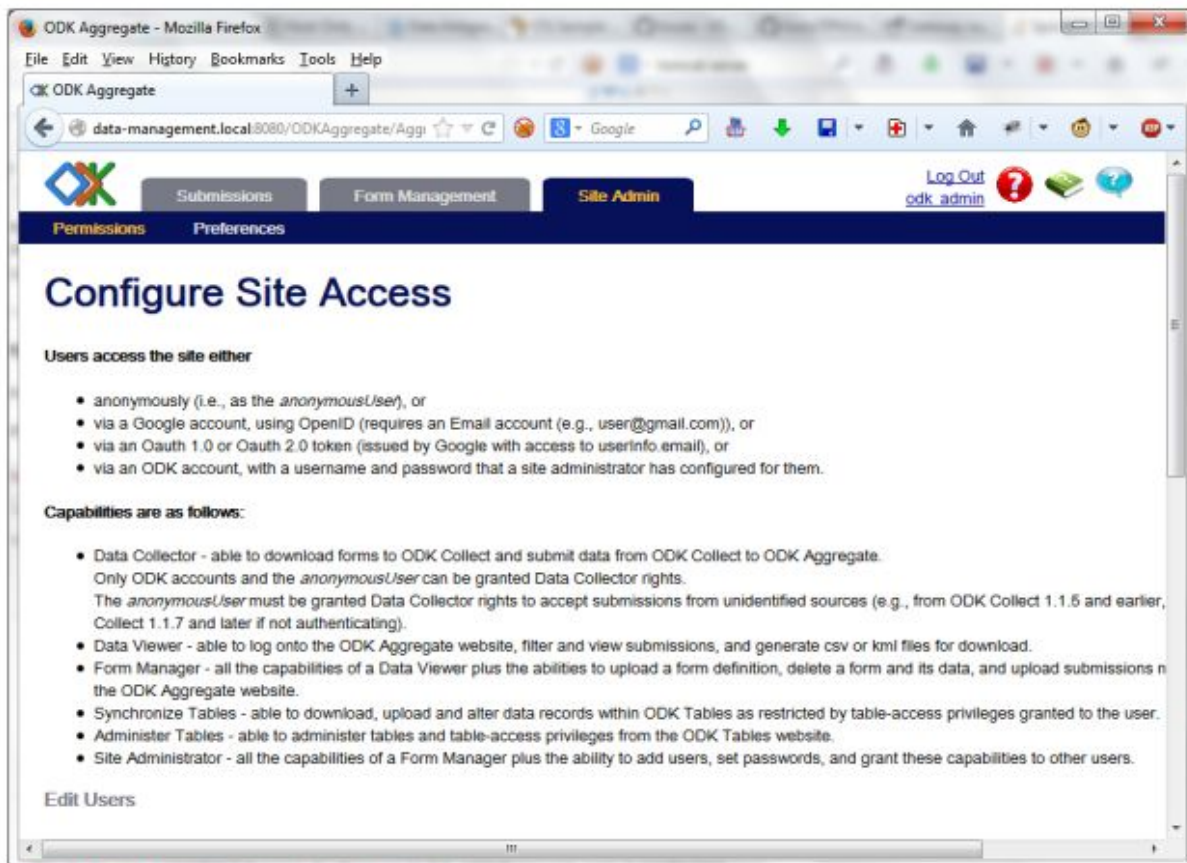 ODK Aggregate - Mozilla Firefox
File Edit View History Bookmarks Tools Help
ODK Aggregate +
data-management.local:8080/ODKAggregate/Aggr
Google
Submissions Form Management Site Admin
Log Out
odk_admin
Permissions Preferences
Configure Site Access
Users access the site either
• anonymously (i.e., as the anonymousUser), or
• via a Google account, using OpenID (requires an Email account (e.g., user@gmail.com)), or
• via an Oauth 1.0 or Oauth 2.0 token (issued by Google with access to userInfo.email), or
• via an ODK account, with a username and password that a site administrator has configured for them.
Capabilities are as follows:
• Data Collector - able to download forms to ODK Collect and submit data from ODK Collect to ODK Aggregate.
Only ODK accounts and the anonymousUser can be granted Data Collector rights.
The anonymousUser must be granted Data Collector rights to accept submissions from unidentified sources (e.g., from ODK Collect 1.1.5 and earlier,
Collect 1.1.7 and later if not authenticating).
• Data Viewer - able to log onto the ODK Aggregate website, filter and view submissions, and generate csv or kml files for download.
• Form Manager - all the capabilities of a Data Viewer plus the abilities to upload a form definition, delete a form and its data, and upload submissions m
the ODK Aggregate website.
• Synchronize Tables - able to download, upload and alter data records within ODK Tables as restricted by table-access privileges granted to the user.
• Administer Tables - able to administer tables and table-access privileges from the ODK Tables website.
• Site Administrator - all the capabilities of a Form Manager plus the ability to add users, set passwords, and grant these capabilities to other users.
Edit Users